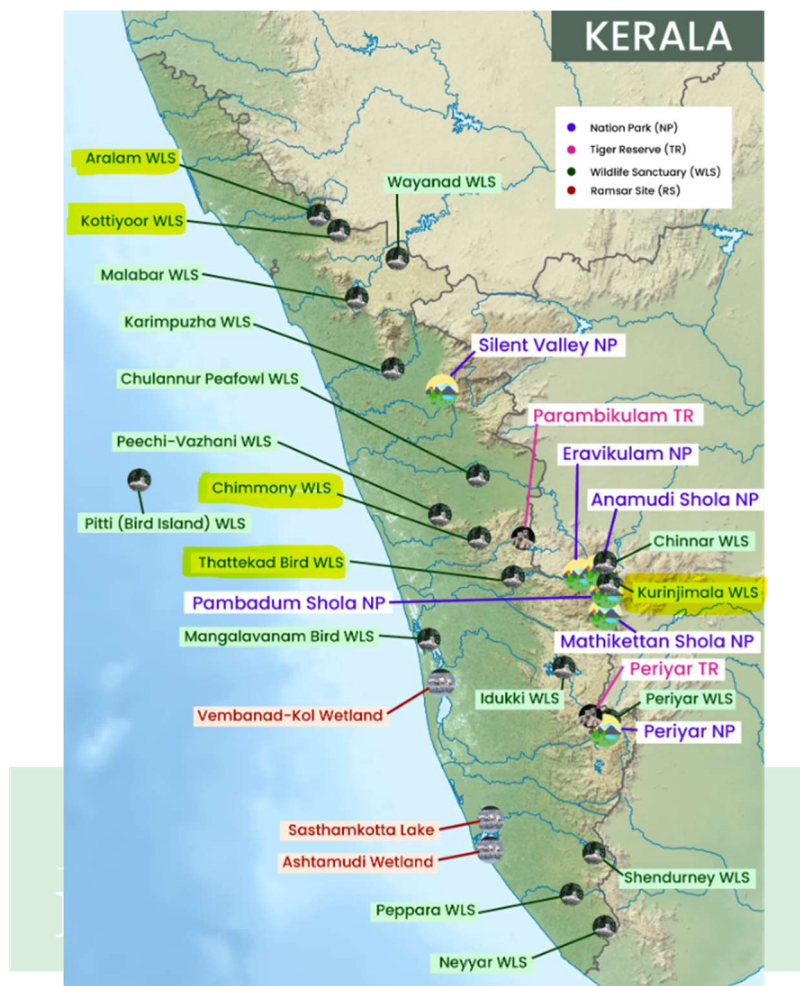 KERALA
Nation Park (NP)
Tiger Reserve (TR)
Wildlife Sanctuary (WLS)
Ramsar Site (RS)
Aralam WLS
Wayanad WLS
Kottiyoor WLS
Malabar WLS
Karimpuzha WLS
Silent Valley NP
Chulannur Peafowl WLS
Parambikulam TR
Peechi-Vazhani WLS
Eravikulam NP
Chimmony WLS
Anamudi Shola NP
Pitti (Bird Island) WLS
Chinnar WLS
Thattekad Bird WLS
Kurinjimala WLS
Pambadum Shola NP
Mangalavanam Bird WLS
Mathikettan Shola NP
Periyar TR
Idukki WLS
Periyar WLS
Vembanad-Kol Wetland
Periyar NP
Sasthamkotta Lake
Ashtamudi Wetland
Shendurney WLS
Peppara WLS
Neyyar WLS